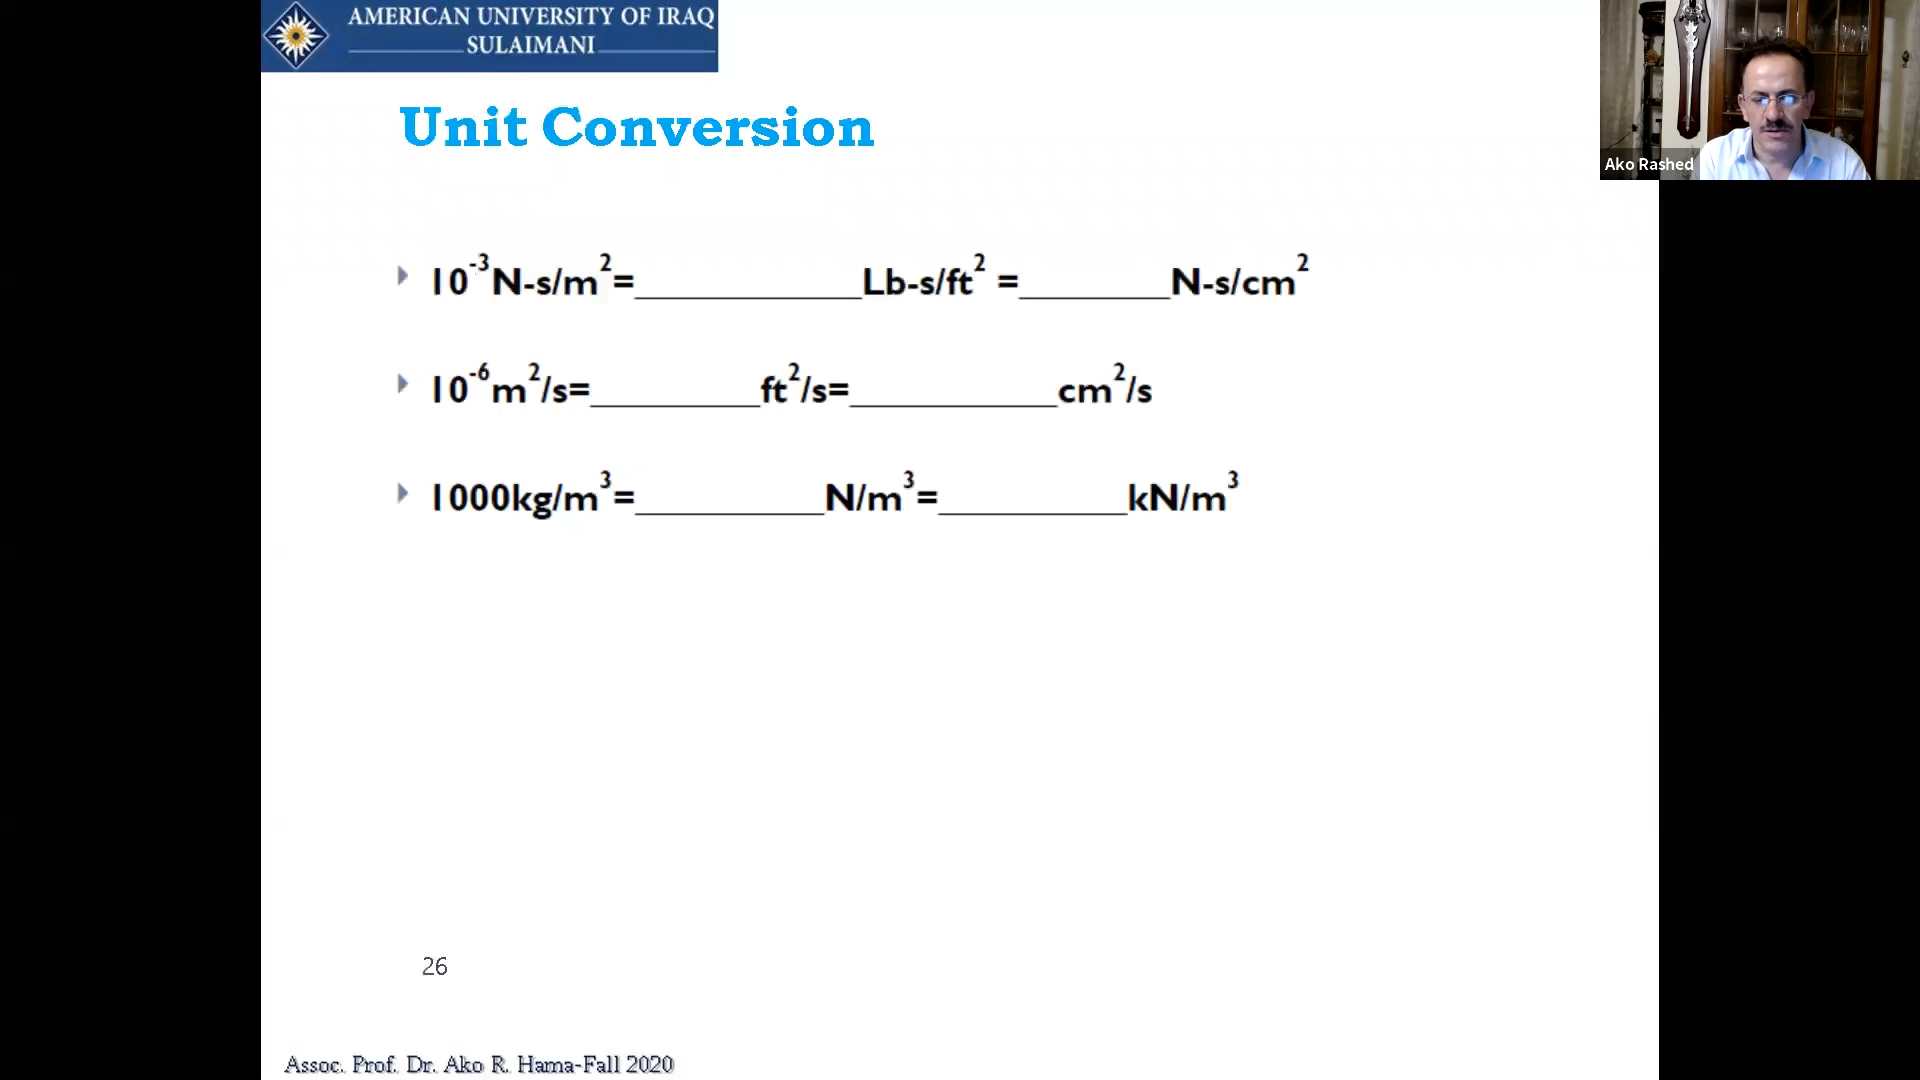 AMERICAN UNIVERSITY OF IRAQ
SULAIMANI
Ako Rashed
Unit Conversion
10⁻³N-s/m²=____________Lb-s/ft² =________N-s/cm²
10⁻⁶m²/s=_________ft²/s=___________cm²/s
1000kg/m³=__________N/m³=__________kN/m³
26
Assoc. Prof. Dr. Ako R. Hama-Fall 2020